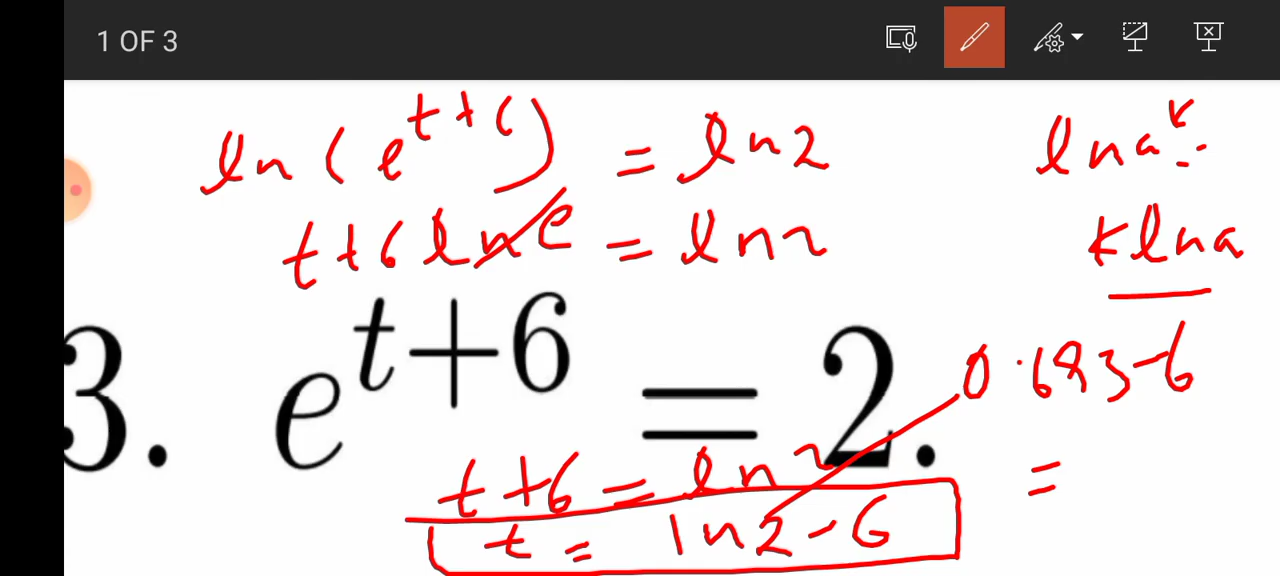 1 OF 3
ln(e^{t+6}) = ln2
ln a^k =
t+6 ln e = ln2
k ln a
3. e^{t+6} = 2.
0.693-6
t+6 = ln2
=
t = ln2-6